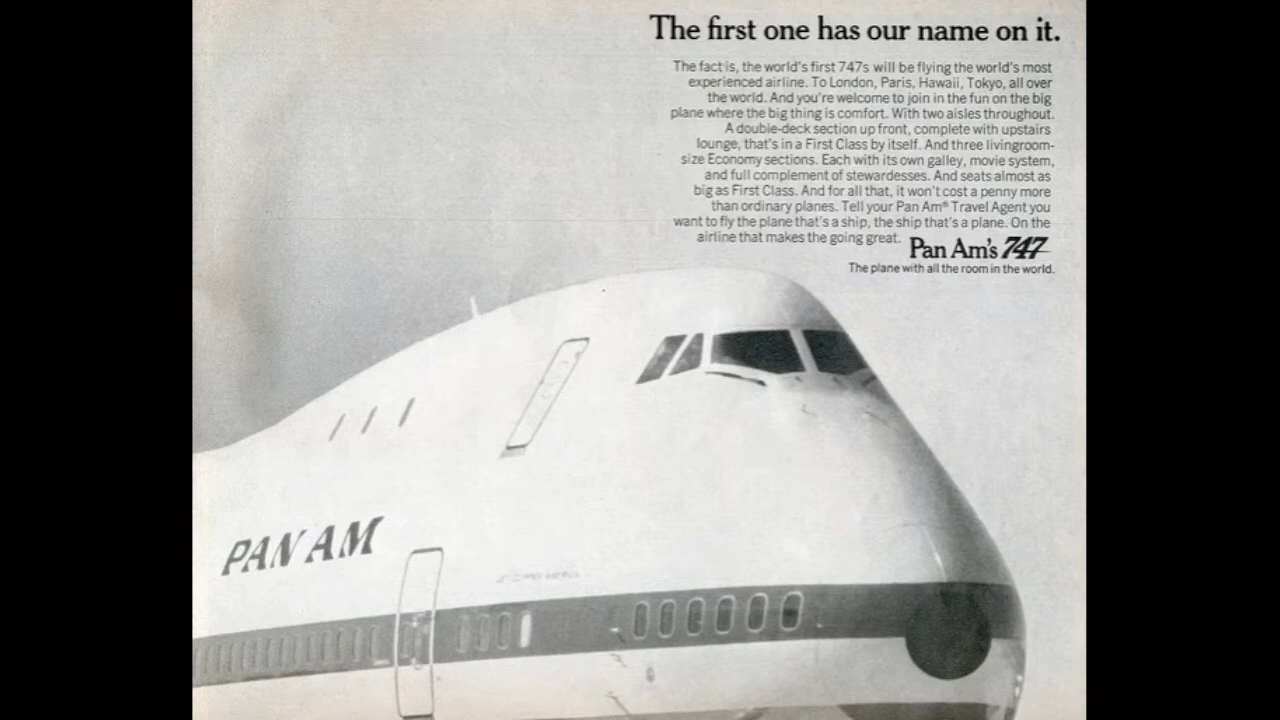 The first one has our name on it.
The fact is, the world's first 747s will be flying the world's most
experienced airline. To London, Paris, Hawaii, Tokyo, all over
the world. And you're welcome to join in the fun on the big
plane where the big thing is comfort. With two aisles throughout.
A double-deck section up front, complete with upstairs
lounge, that's in a First Class by itself. And three livingroom-
size Economy sections. Each with its own galley, movie system,
and full complement of stewardesses. And seats almost as
big as First Class. And for all that, it won't cost a penny more
than ordinary planes. Tell your Pan Am® Travel Agent you
want to fly the plane that's a ship, the ship that's a plane. On the
airline that makes the going great.
Pan Am's 747
The plane with all the room in the world.
PAN AM